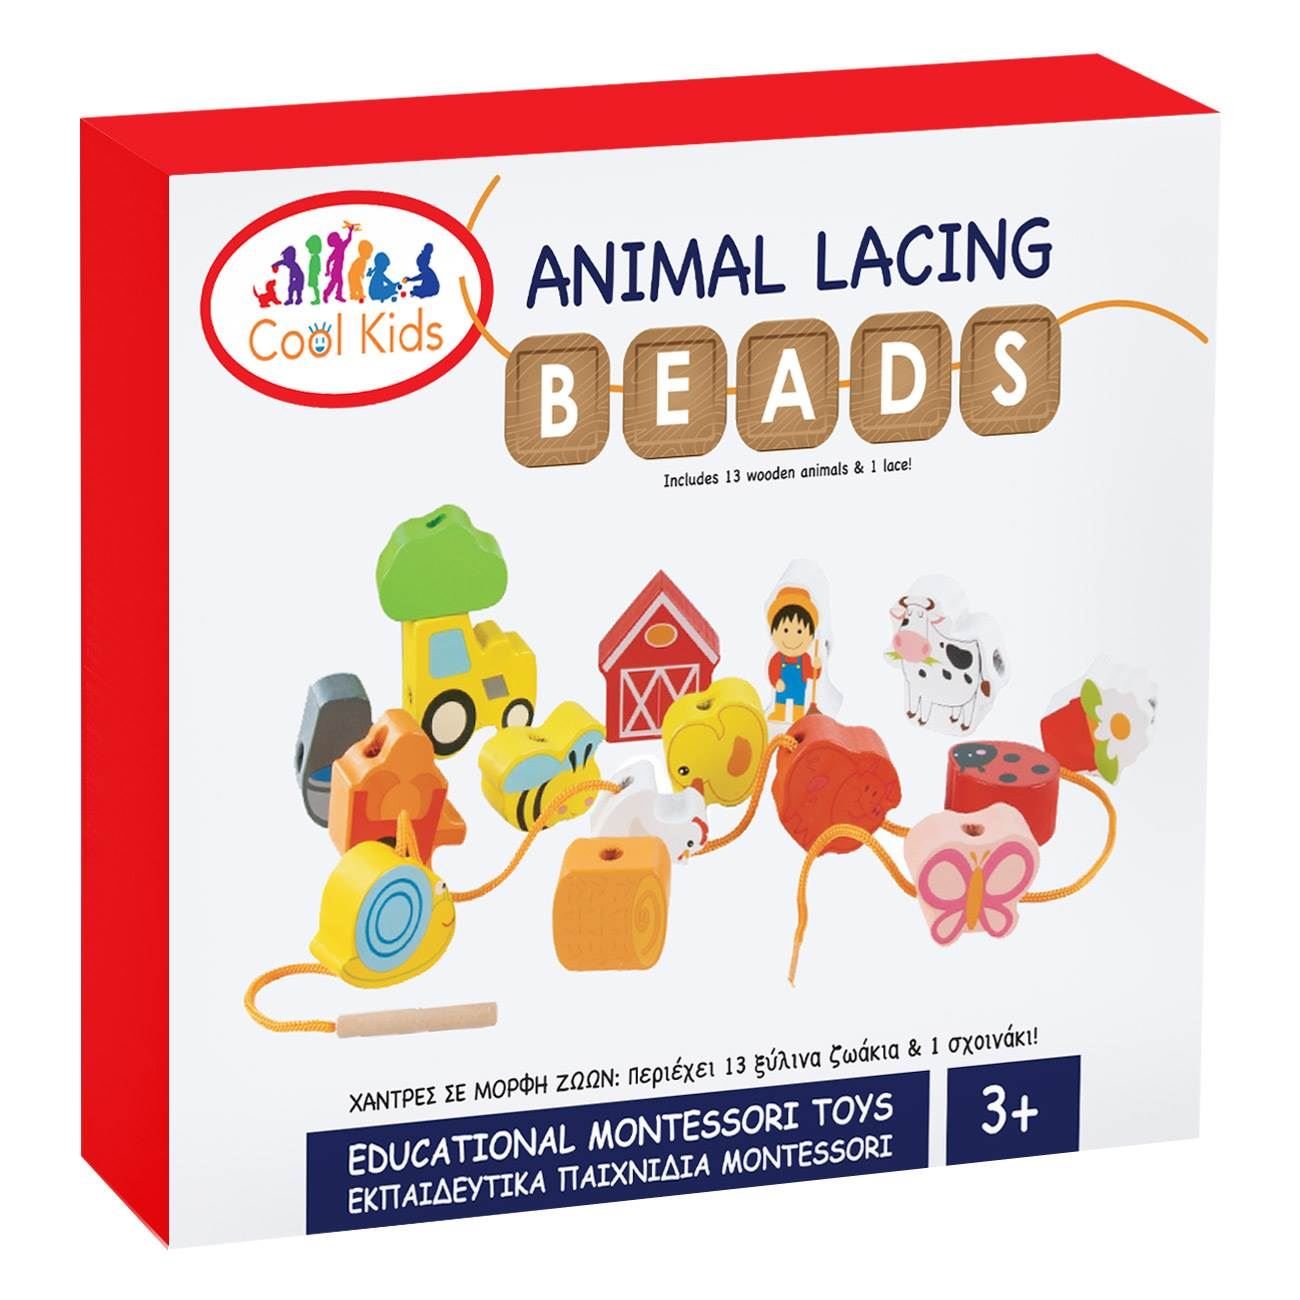 Cool Kids
ANIMAL LACING
BEADS
Includes 13 wooden animals & 1 lace!
ΧΑΝΤΡΕΣ ΣΕ ΜΟΡΦΗ ΖΩΩΝ: περιέχει 13 ξύλινα ζωάκια & 1 σχοινάκι!
EDUCATIONAL MONTESSORI TOYS
ΕΚΠΑΙΔΕΥΤΙΚΑ ΠΑΙΧΝΙΔΙΑ MONTESSORI
3+